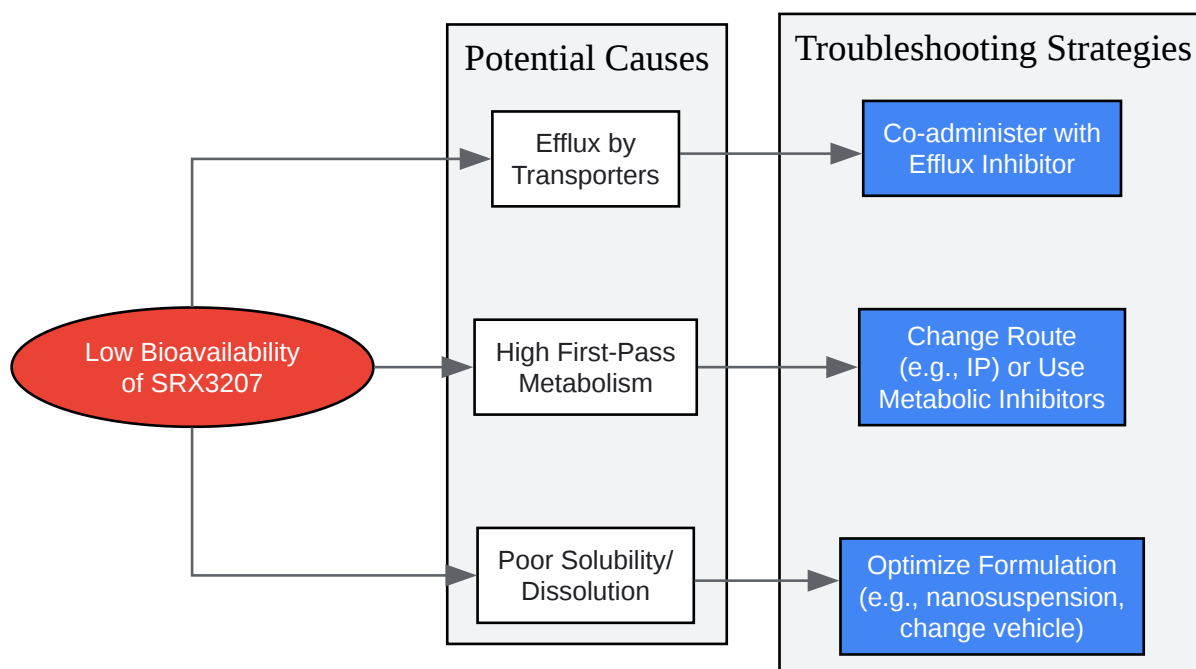 Potential Causes
Troubleshooting Strategies
Efflux by
Transporters
Co-administer with
Efflux Inhibitor
Low Bioavailability
of SRX3207
High First-Pass
Metabolism
Change Route
(e.g., IP) or Use
Metabolic Inhibitors
Poor Solubility/
Dissolution
Optimize Formulation
(e.g., nanosuspension,
change vehicle)